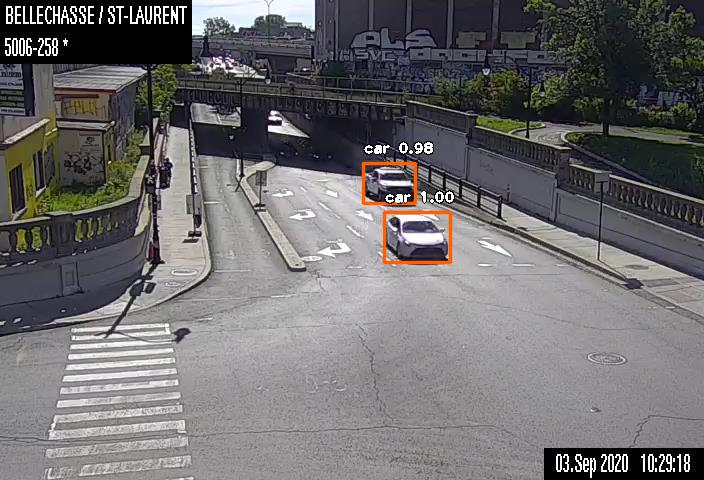 BELLECHASSE / ST-LAURENT
5006-258 *
car 0.98
car 1.00
03.Sep 2020 10:29:18